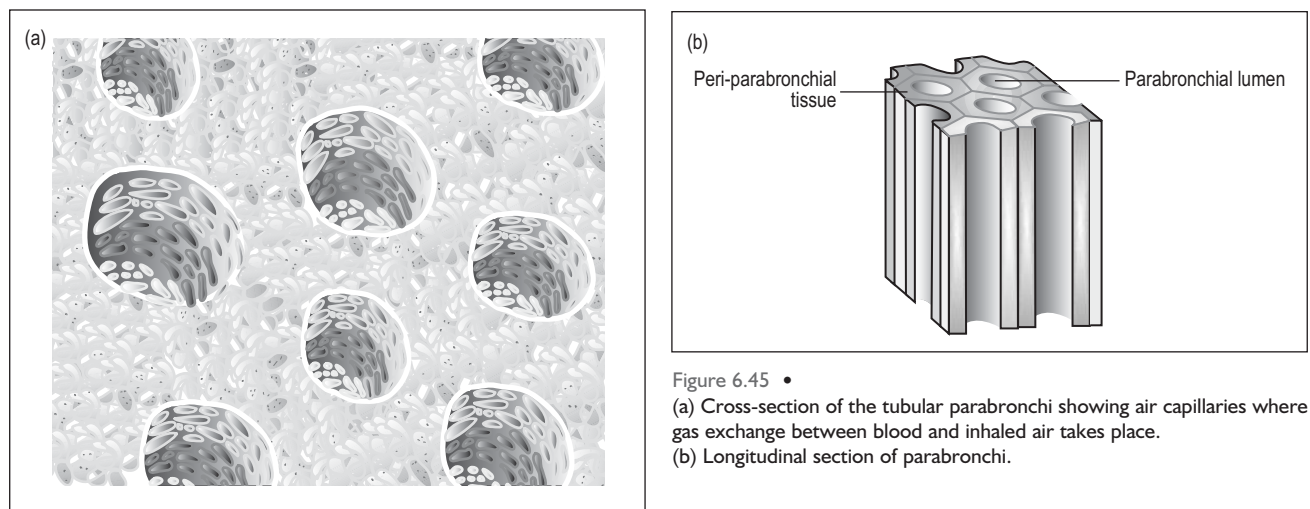 (a)
(b)
Peri-parabronchial
tissue
Parabronchial lumen
Figure 6.45 •
(a) Cross-section of the tubular parabronchi showing air capillaries where
gas exchange between blood and inhaled air takes place.
(b) Longitudinal section of parabronchi.